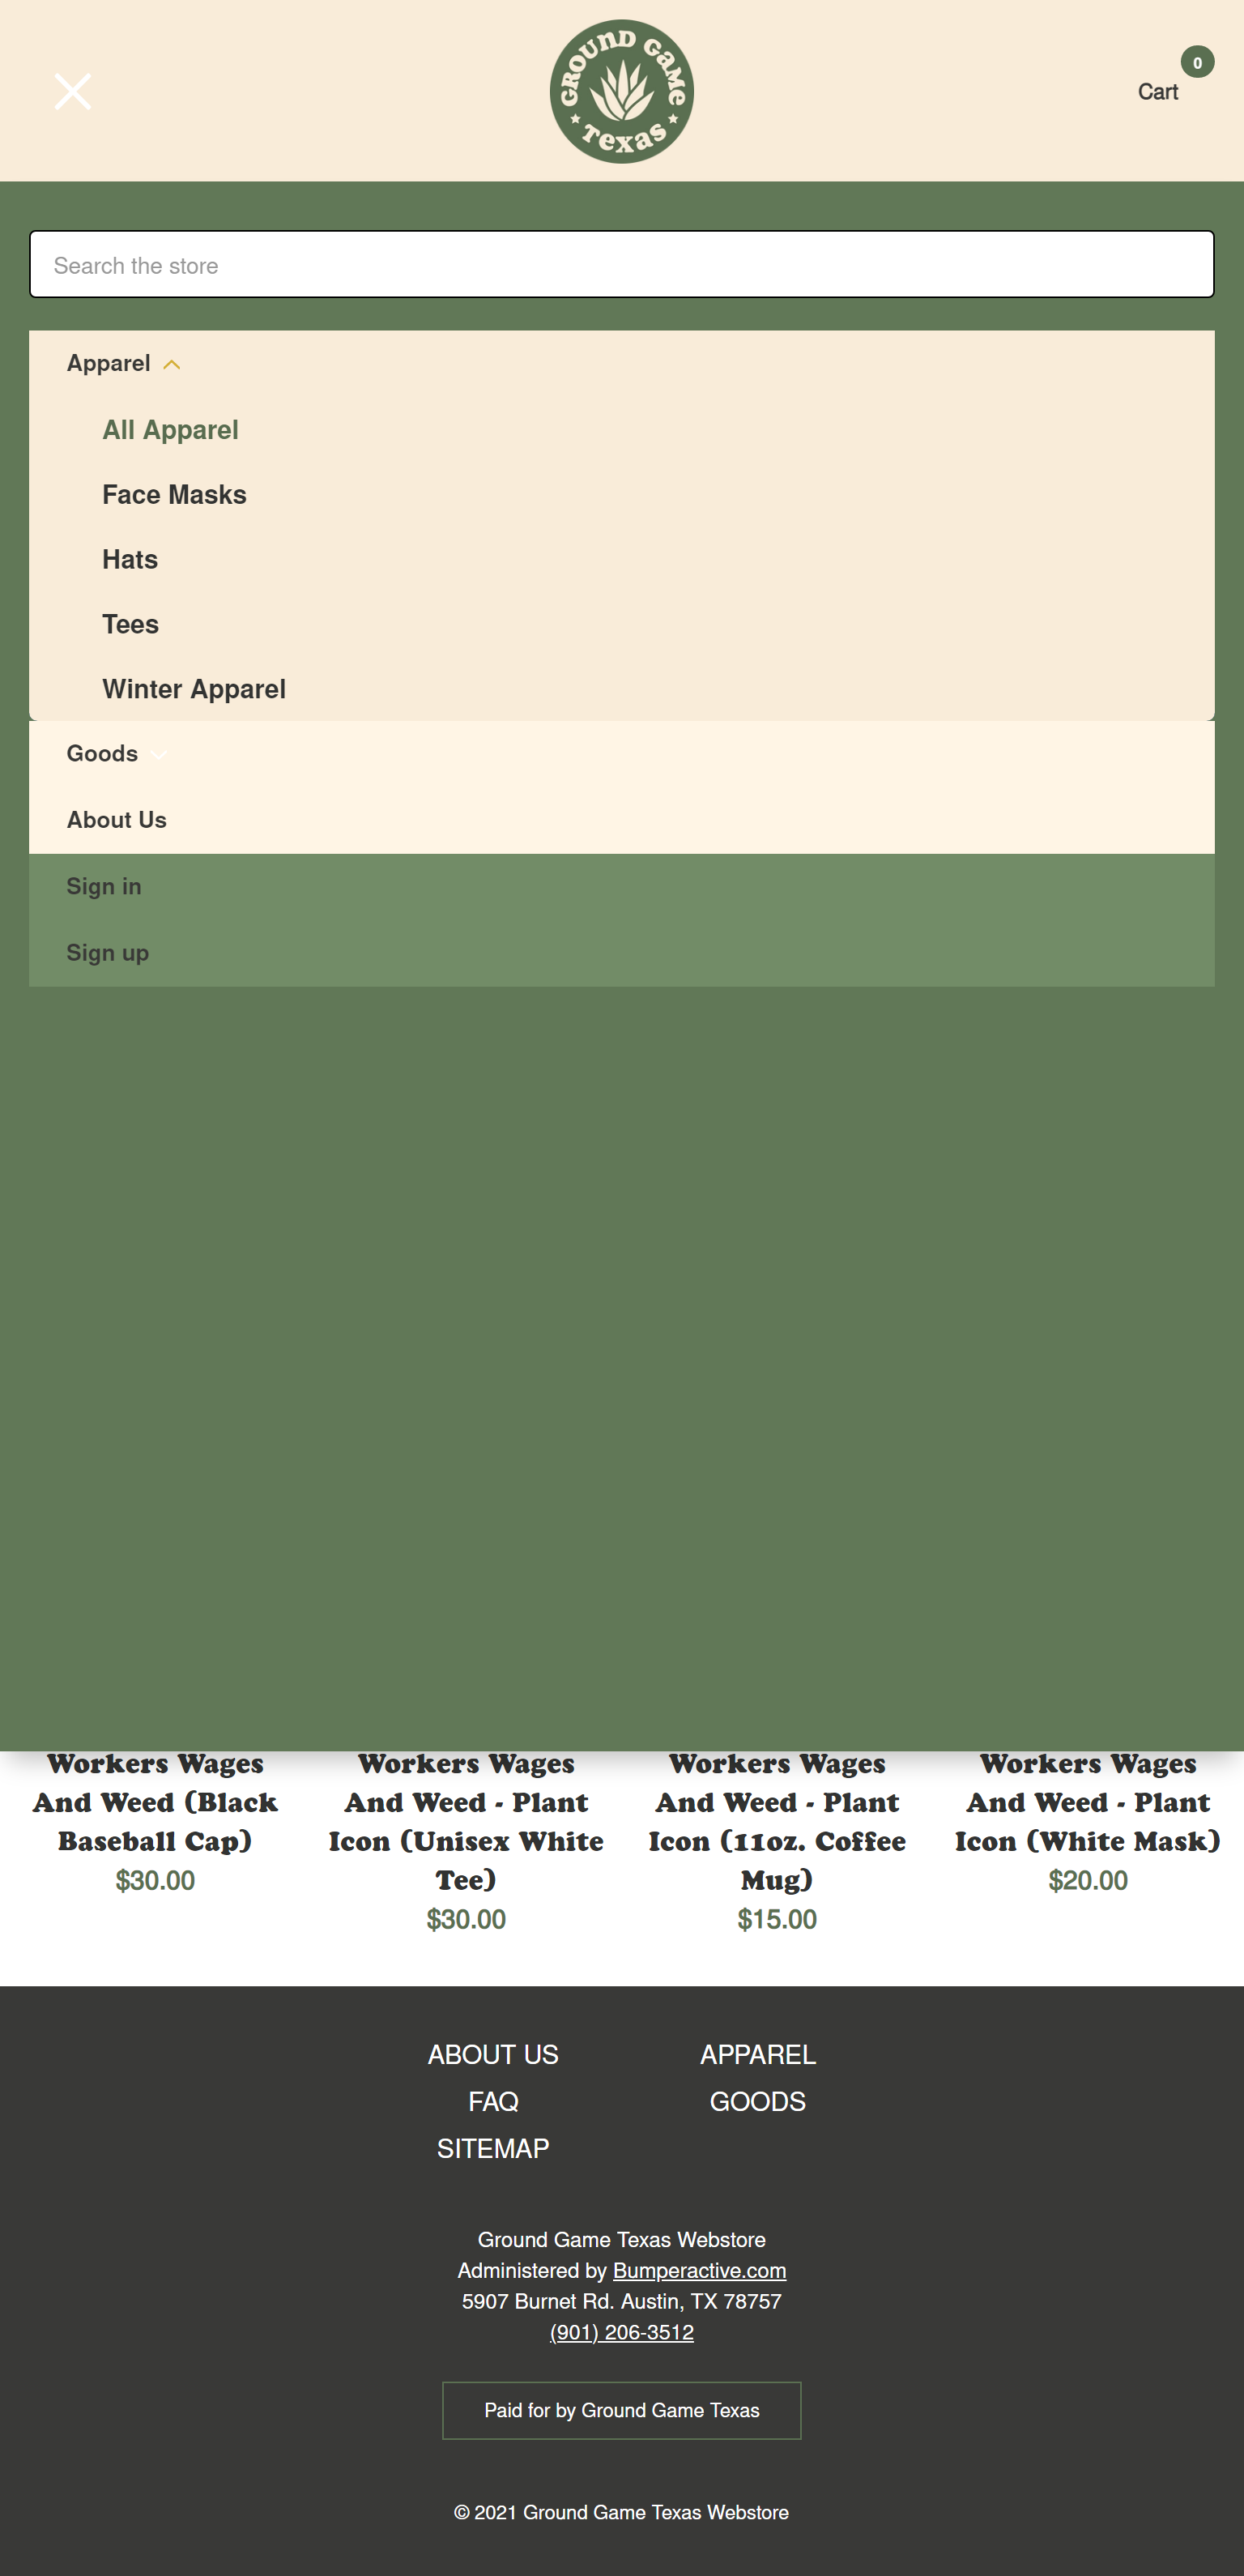 GROUND GAME
Texas
0
Cart
Search the store
Apparel
All Apparel
Face Masks
Hats
Tees
Winter Apparel
Goods
About Us
Sign in
Sign up
Workers Wages
And Weed (Black
Baseball Cap)
$30.00
Workers Wages
And Weed - Plant
Icon (Unisex White
Tee)
$30.00
Workers Wages
And Weed - Plant
Icon (11oz. Coffee
Mug)
$15.00
Workers Wages
And Weed - Plant
Icon (White Mask)
$20.00
ABOUT US
FAQ
SITEMAP
APPAREL
GOODS
Ground Game Texas Webstore
Administered by Bumperactive.com
5907 Burnet Rd. Austin, TX 78757
(901) 206-3512
Paid for by Ground Game Texas
© 2021 Ground Game Texas Webstore